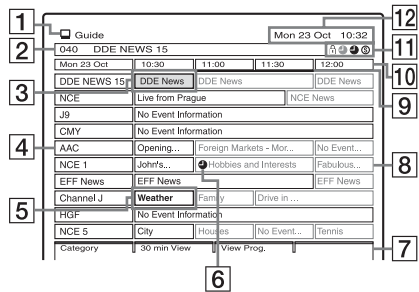 1 Guide Mon 23 Oct 10:32 12
2 040 DDE NEWS 15 11
Mon 23 Oct 10:30 11:00 11:30 12:00 10
3 DDE NEWS 15 DDE News DDE News DDE News 9
NCE Live from Prague NCE News
J9 No Event Information
CMY No Event Information
4 AAC Opening... Foreign Markets - Mor... No Event...
NCE 1 John's... Hobbies and Interests Fabulous... 8
EFF News EFF News EFF News
5 Channel J Weather Family Drive in ...
HGF No Event Information
NCE 5 City Houses No Event... Tennis
Category 30 min View View Prog. 7
6